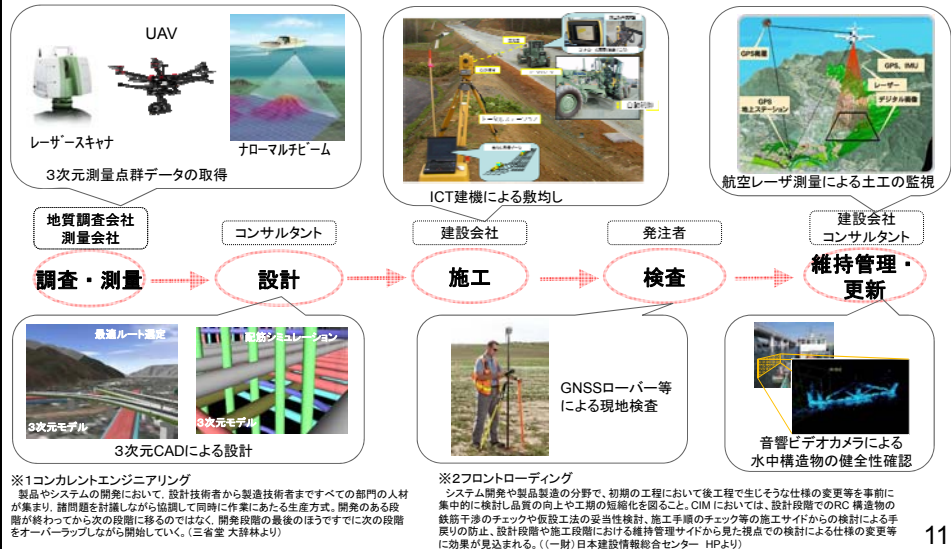 UAV
レーザースキャナ
ナローマルチビーム
3次元測量点群データの取得
自動制御
ICT建機による敷均し
GPS衛星
GPS、IMU
レーザー
デジタル画像
GPS
地上ステーション
航空レーザ測量による土工の監視
地質調査会社
測量会社
コンサルタント
建設会社
発注者
建設会社
コンサルタント
調査・測量
設計
施工
検査
維持管理・
更新
最適ルート選定
3次元モデル
配筋シミュレーション
3次元モデル
3次元CADによる設計
GNSSローバー等
による現地検査
音響ビデオカメラによる
水中構造物の健全性確認
※1コンカレントエンジニアリング
製品やシステムの開発において，設計技術者から製造技術者まですべての部門の人材
が集まり，諸問題を討議しながら協調して同時に作業にあたる生産方式。開発のある段
階が終わってから次の段階に移るのではなく，開発段階の最後のほうですでに次の段階
をオーバーラップしながら開始していく。（三省堂 大辞林より）
※2フロントローディング
システム開発や製品製造の分野で、初期の工程において後工程で生じそうな仕様の変更等を事前に
集中的に検討し品質の向上や工期の短縮化を図ること。CIM においては、設計段階でのRC 構造物の
鉄筋干渉のチェックや仮設工法の妥当性検討、施工手順のチェック等の施工サイドからの検討による手
戻りの防止、設計段階や施工段階における維持管理サイドから見た視点での検討による仕様の変更等
に効果が見込まれる。（（一財）日本建設情報総合センター HPより）
11